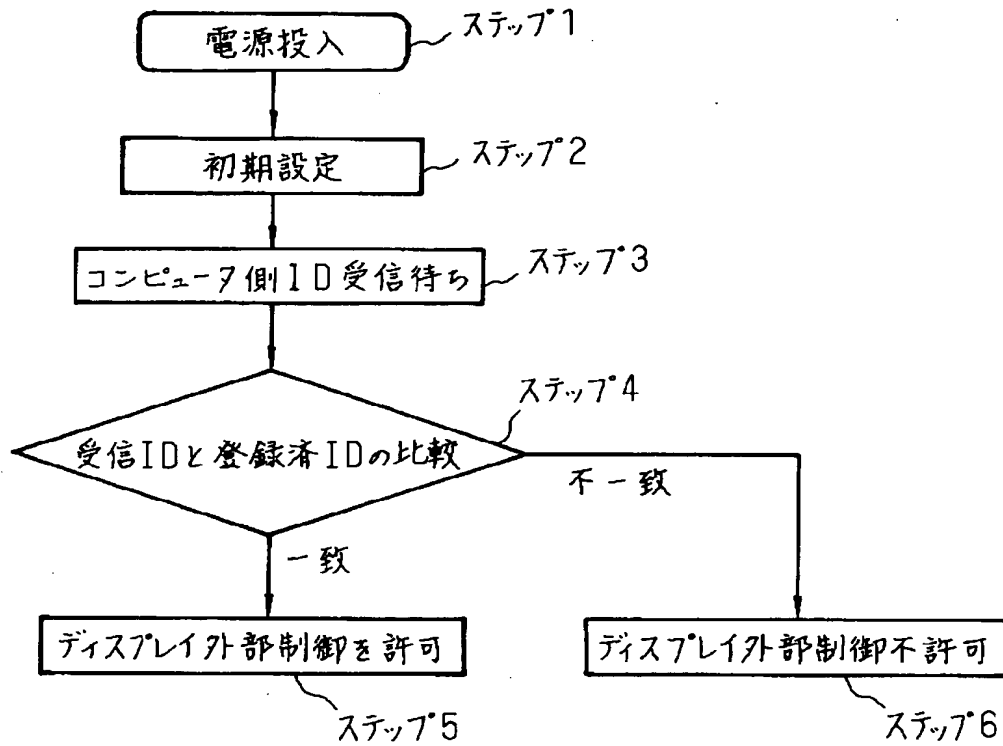 電源投入
ステップ1
初期設定
ステップ2
コンピュータ側ID受信待ち
ステップ3
ステップ4
受信IDと登録済IDの比較
不一致
一致
ディスプレイ外部制御を許可
ディスプレイ外部制御不許可
ステップ5
ステップ6